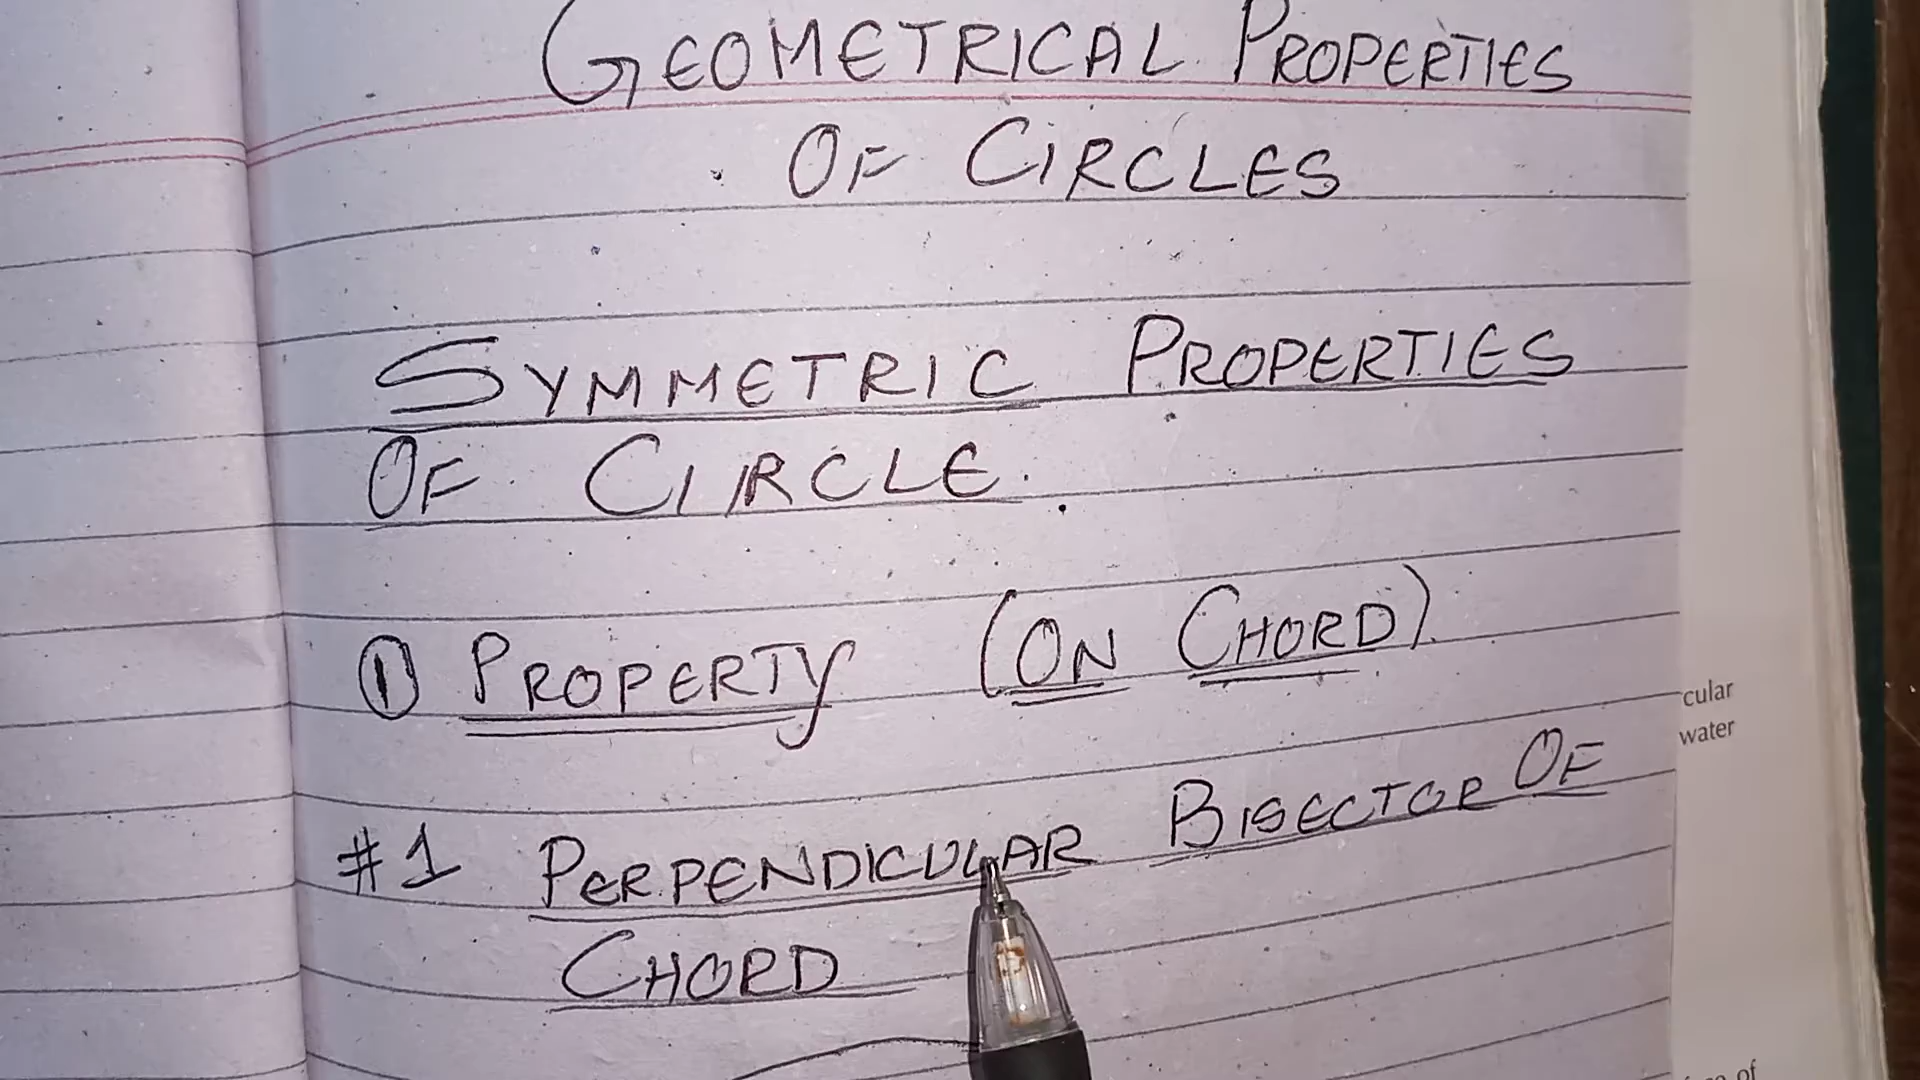 GEOMETRICAL PROPERTIES
OF CIRCLES
SYMMETRIC PROPERTIES
OF CIRCLE.
① PROPERTY (ON CHORD)
cular
water
#1 PERPENDICULAR BISECTOR OF
CHORD
of